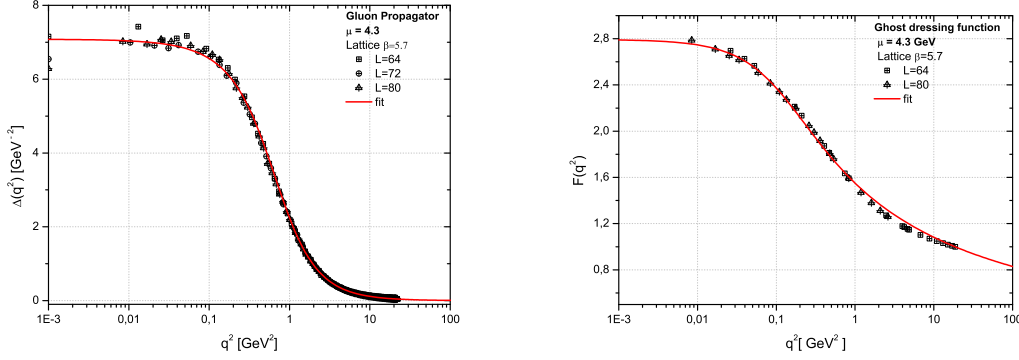 Gluon Propagator
μ = 4.3
Lattice β=5.7
L=64
L=72
L=80
fit
8
6
4
2
0
Δ(q²) [GeV⁻²]
1E-3 0,01 0,1 1 10 100
q² [GeV²]
Ghost dressing function
μ = 4.3 GeV
Lattice β=5.7
L=64
L=80
fit
2,8
2,4
2,0
1,6
1,2
0,8
F(q²)
1E-3 0,01 0,1 1 10 100
q²[ GeV² ]